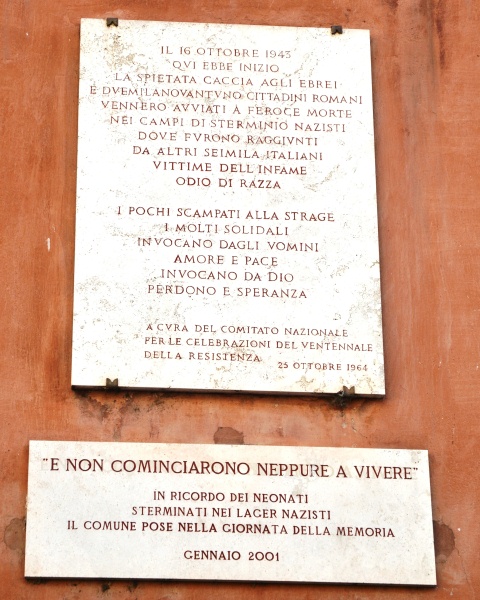 IL 16 OTTOBRE 1943
QVI EBBE INIZIO
LA SPIETATA CACCIA AGLI EBREI
E DVEMILANOVANTVNO CITTADINI ROMANI
VENNERO AVVIATI A FEROCE MORTE
NEI CAMPI DI STERMINIO NAZISTI
DOVE FVRONO RAGGIVNTI
DA ALTRI SEIMILA ITALIANI
VITTIME DELL'INFAME
ODIO DI RAZZA
I POCHI SCAMPATI ALLA STRAGE
I MOLTI SOLIDALI
INVOCANO DAGLI VOMINI
AMORE E PACE
INVOCANO DA DIO
PERDONO E SPERANZA
A CVRA DEL COMITATO NAZIONALE
PER LE CELEBRAZIONI DEL VENTENNALE
DELLA RESISTENZA
25 OTTOBRE 1964
"E NON COMINCIARONO NEPPURE A VIVERE"
IN RICORDO DEI NEONATI
STERMINATI NEI LAGER NAZISTI
IL COMUNE POSE NELLA GIORNATA DELLA MEMORIA
GENNAIO 2001